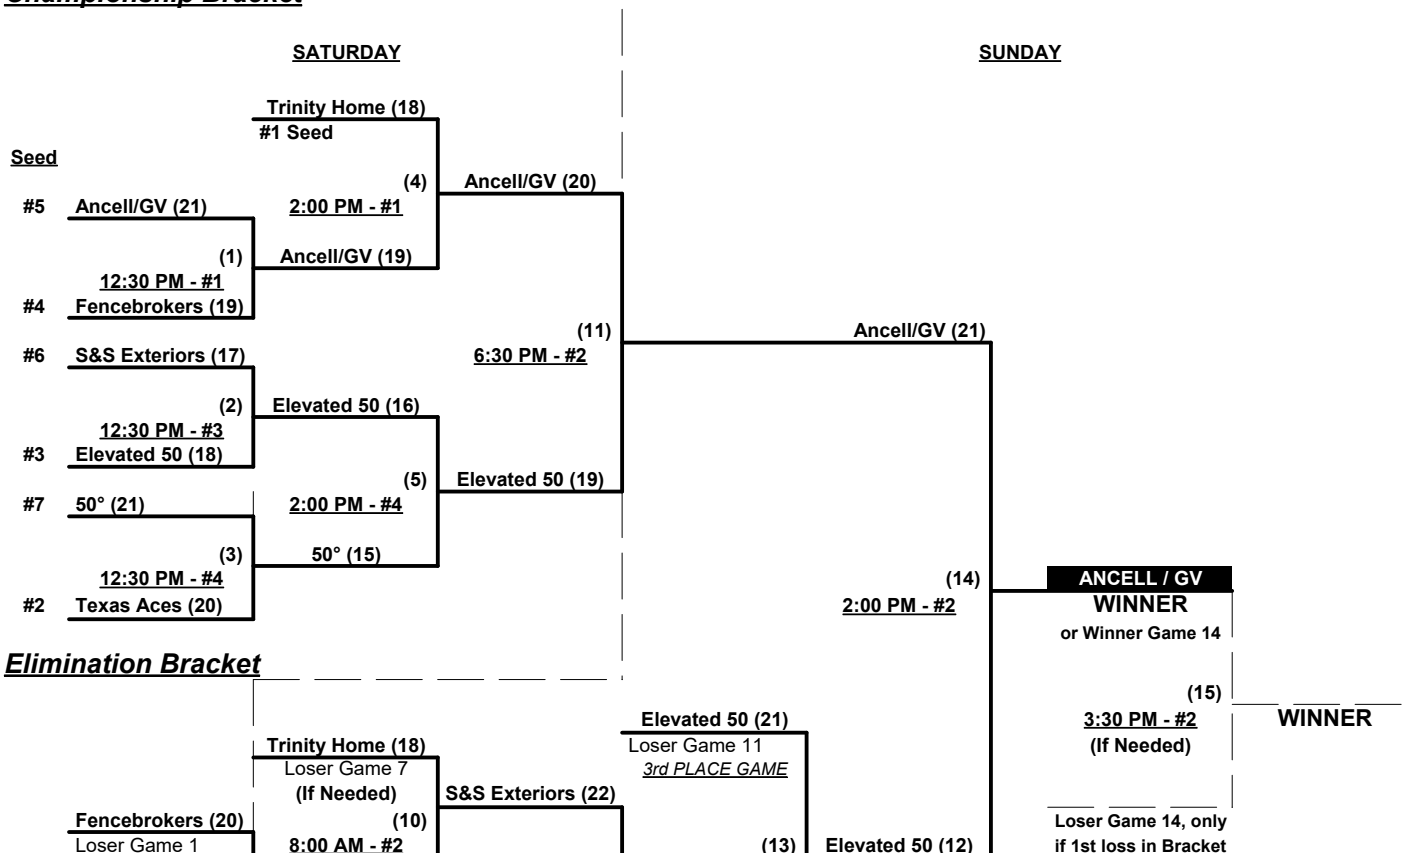 Championship Bracket
SATURDAY
SUNDAY
Trinity Home (18)
#1 Seed
Seed
(4)
Ancell/GV (20)
#5
Ancell/GV (21)
2:00 PM - #1
(1)
Ancell/GV (19)
12:30 PM - #1
#4
Fencebrokers (19)
(11)
Ancell/GV (21)
#6
S&S Exteriors (17)
6:30 PM - #2
(2)
Elevated 50 (16)
12:30 PM - #3
#3
Elevated 50 (18)
(5)
Elevated 50 (19)
#7
50° (21)
2:00 PM - #4
(3)
50° (15)
12:30 PM - #4
(14)
ANCELL / GV
#2
Texas Aces (20)
2:00 PM - #2
WINNER
or Winner Game 14
Elimination Bracket
(15)
Elevated 50 (21)
3:30 PM - #2
WINNER
Trinity Home (18)
Loser Game 11
(If Needed)
Loser Game 7
3rd PLACE GAME
(If Needed)
S&S Exteriors (22)
Fencebrokers (20)
(10)
Loser Game 14, only
Loser Game 1
8:00 AM - #2
(13)
Elevated 50 (12)
if 1st loss in Bracket